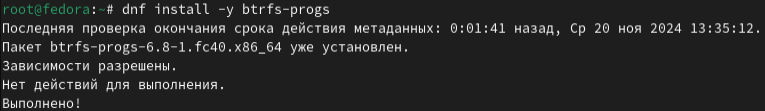 root@fedora:~# dnf install -y btrfs-progs
Последняя проверка окончания срока действия метаданных: 0:01:41 назад, Ср 20 ноя 2024 13:35:12.
Пакет btrfs-progs-6.8-1.fc40.x86_64 уже установлен.
Зависимости разрешены.
Нет действий для выполнения.
Выполнено!